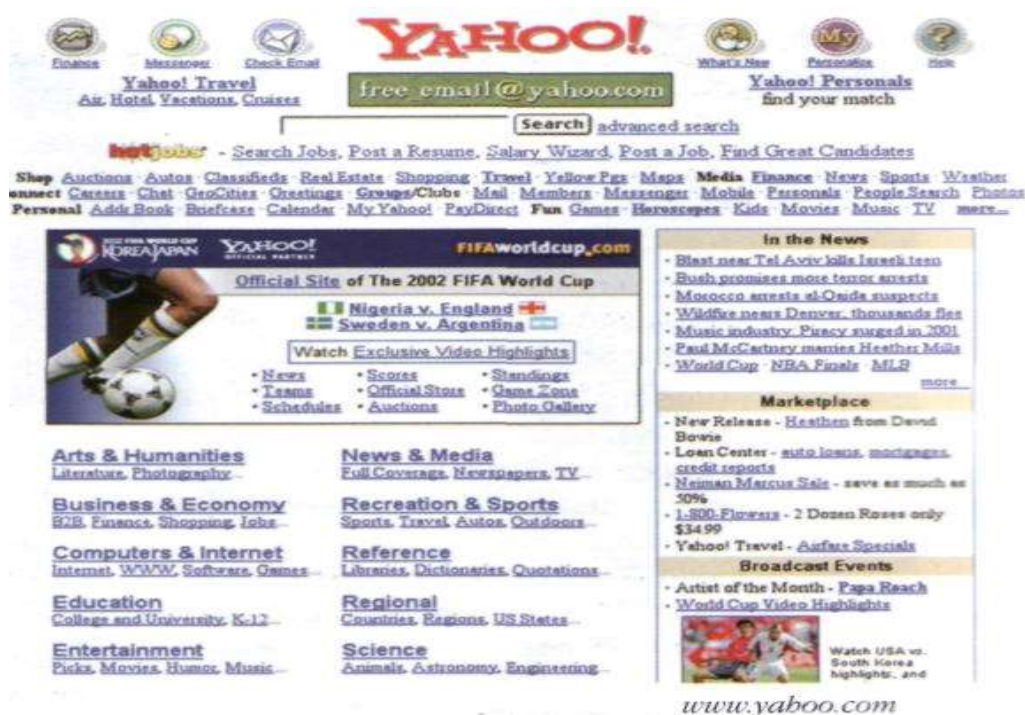 YAHOO!
Finance Messenger Check Email What's New Personalize Help
My
Yahoo! Travel
Air, Hotel, Vacations, Cruises
free email@yahoo.com
Yahoo! Personals
find your match
Search advanced search
hotjobs - Search Jobs, Post a Resume, Salary Wizard, Post a Job, Find Great Candidates
Shop Auctions · Autos · Classifieds · Real Estate · Shopping · Travel · Yellow Pgs · Maps Media Finance · News · Sports · Weather
onnect Careers · Chat · GeoCities · Greetings · Groups/Clubs · Mail · Members · Messenger · Mobile · Personals · People Search · Photos
Personal Addr Book · Briefcase · Calendar · My Yahoo! · PayDirect Fun Games · Horoscopes · Kids · Movies · Music · TV more...
2002 FIFA WORLD CUP
KOREA JAPAN
YAHOO!
OFFICIAL PARTNER
FIFAworldcup.com
Official Site of The 2002 FIFA World Cup
Nigeria v. England
Sweden v. Argentina
Watch Exclusive Video Highlights
· News · Scores · Standings
· Teams · Official Store · Game Zone
· Schedules · Auctions · Photo Gallery
In the News
· Blast near Tel Aviv kills Israeli teen
· Bush promises more terror arrests
· Morocco arrests al-Qaida suspects
· Wildfire nears Denver, thousands flee
· Music industry: Piracy surged in 2001
· Paul McCartney marries Heather Mills
· World Cup · NBA Finals · MLB
more...
Marketplace
· New Release - Heathen from David
Bowie
· Loan Center - auto loans, mortgages,
credit reports
· Neiman Marcus Sale - save as much as
50%
· 1-800-Flowers - 2 Dozen Roses only
$34.99
· Yahoo! Travel - Airfare Specials
Broadcast Events
· Artist of the Month - Papa Roach
· World Cup Video Highlights
Watch USA vs.
South Korea
highlights, and
Arts & Humanities
Literature, Photography...
News & Media
Full Coverage, Newspapers, TV...
Business & Economy
B2B, Finance, Shopping, Jobs...
Recreation & Sports
Sports, Travel, Autos, Outdoors...
Computers & Internet
Internet, WWW, Software, Games...
Reference
Libraries, Dictionaries, Quotations...
Education
College and University, K-12...
Regional
Countries, Regions, US States...
Entertainment
Picks, Movies, Humor, Music...
Science
Animals, Astronomy, Engineering...
www.yahoo.com